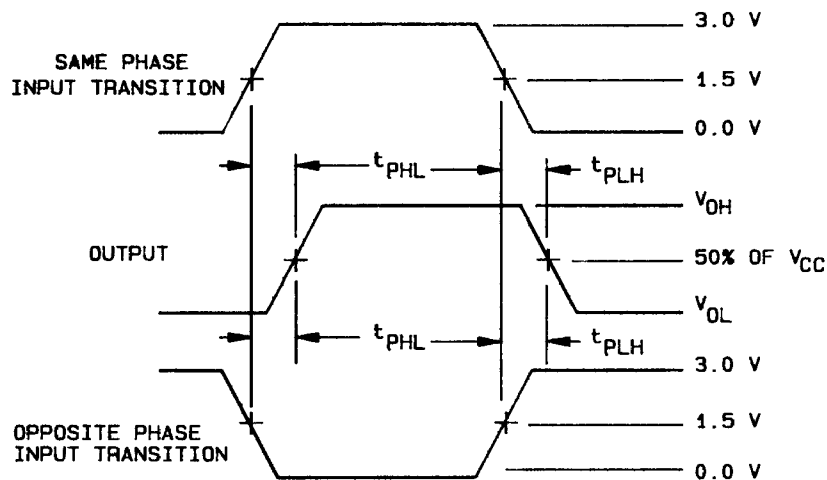 3.0 V
SAME PHASE
INPUT TRANSITION
1.5 V
0.0 V
tPHL
tPLH
VOH
OUTPUT
50% OF VCC
VOL
tPHL
tPLH
3.0 V
1.5 V
OPPOSITE PHASE
INPUT TRANSITION
0.0 V